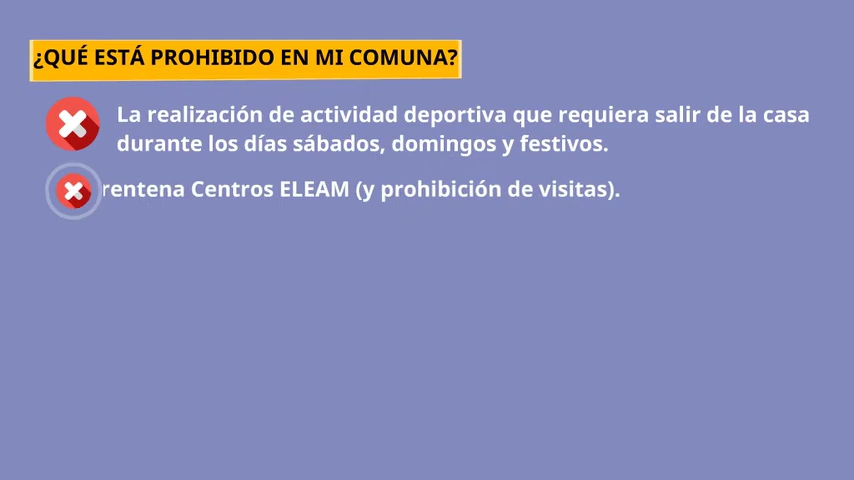 ¿QUÉ ESTÁ PROHIBIDO EN MI COMUNA?
La realización de actividad deportiva que requiera salir de la casa
durante los días sábados, domingos y festivos.
rentena Centros ELEAM (y prohibición de visitas).